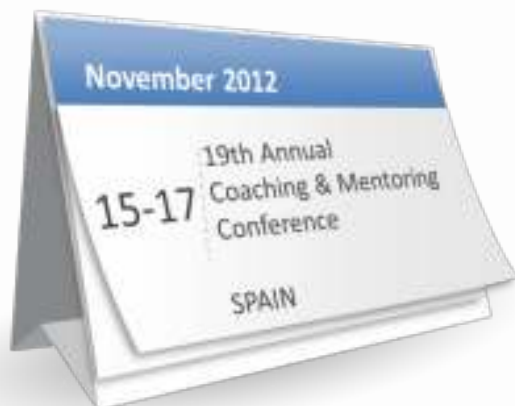 November 2012
19th Annual
15-17 Coaching & Mentoring
Conference
SPAIN